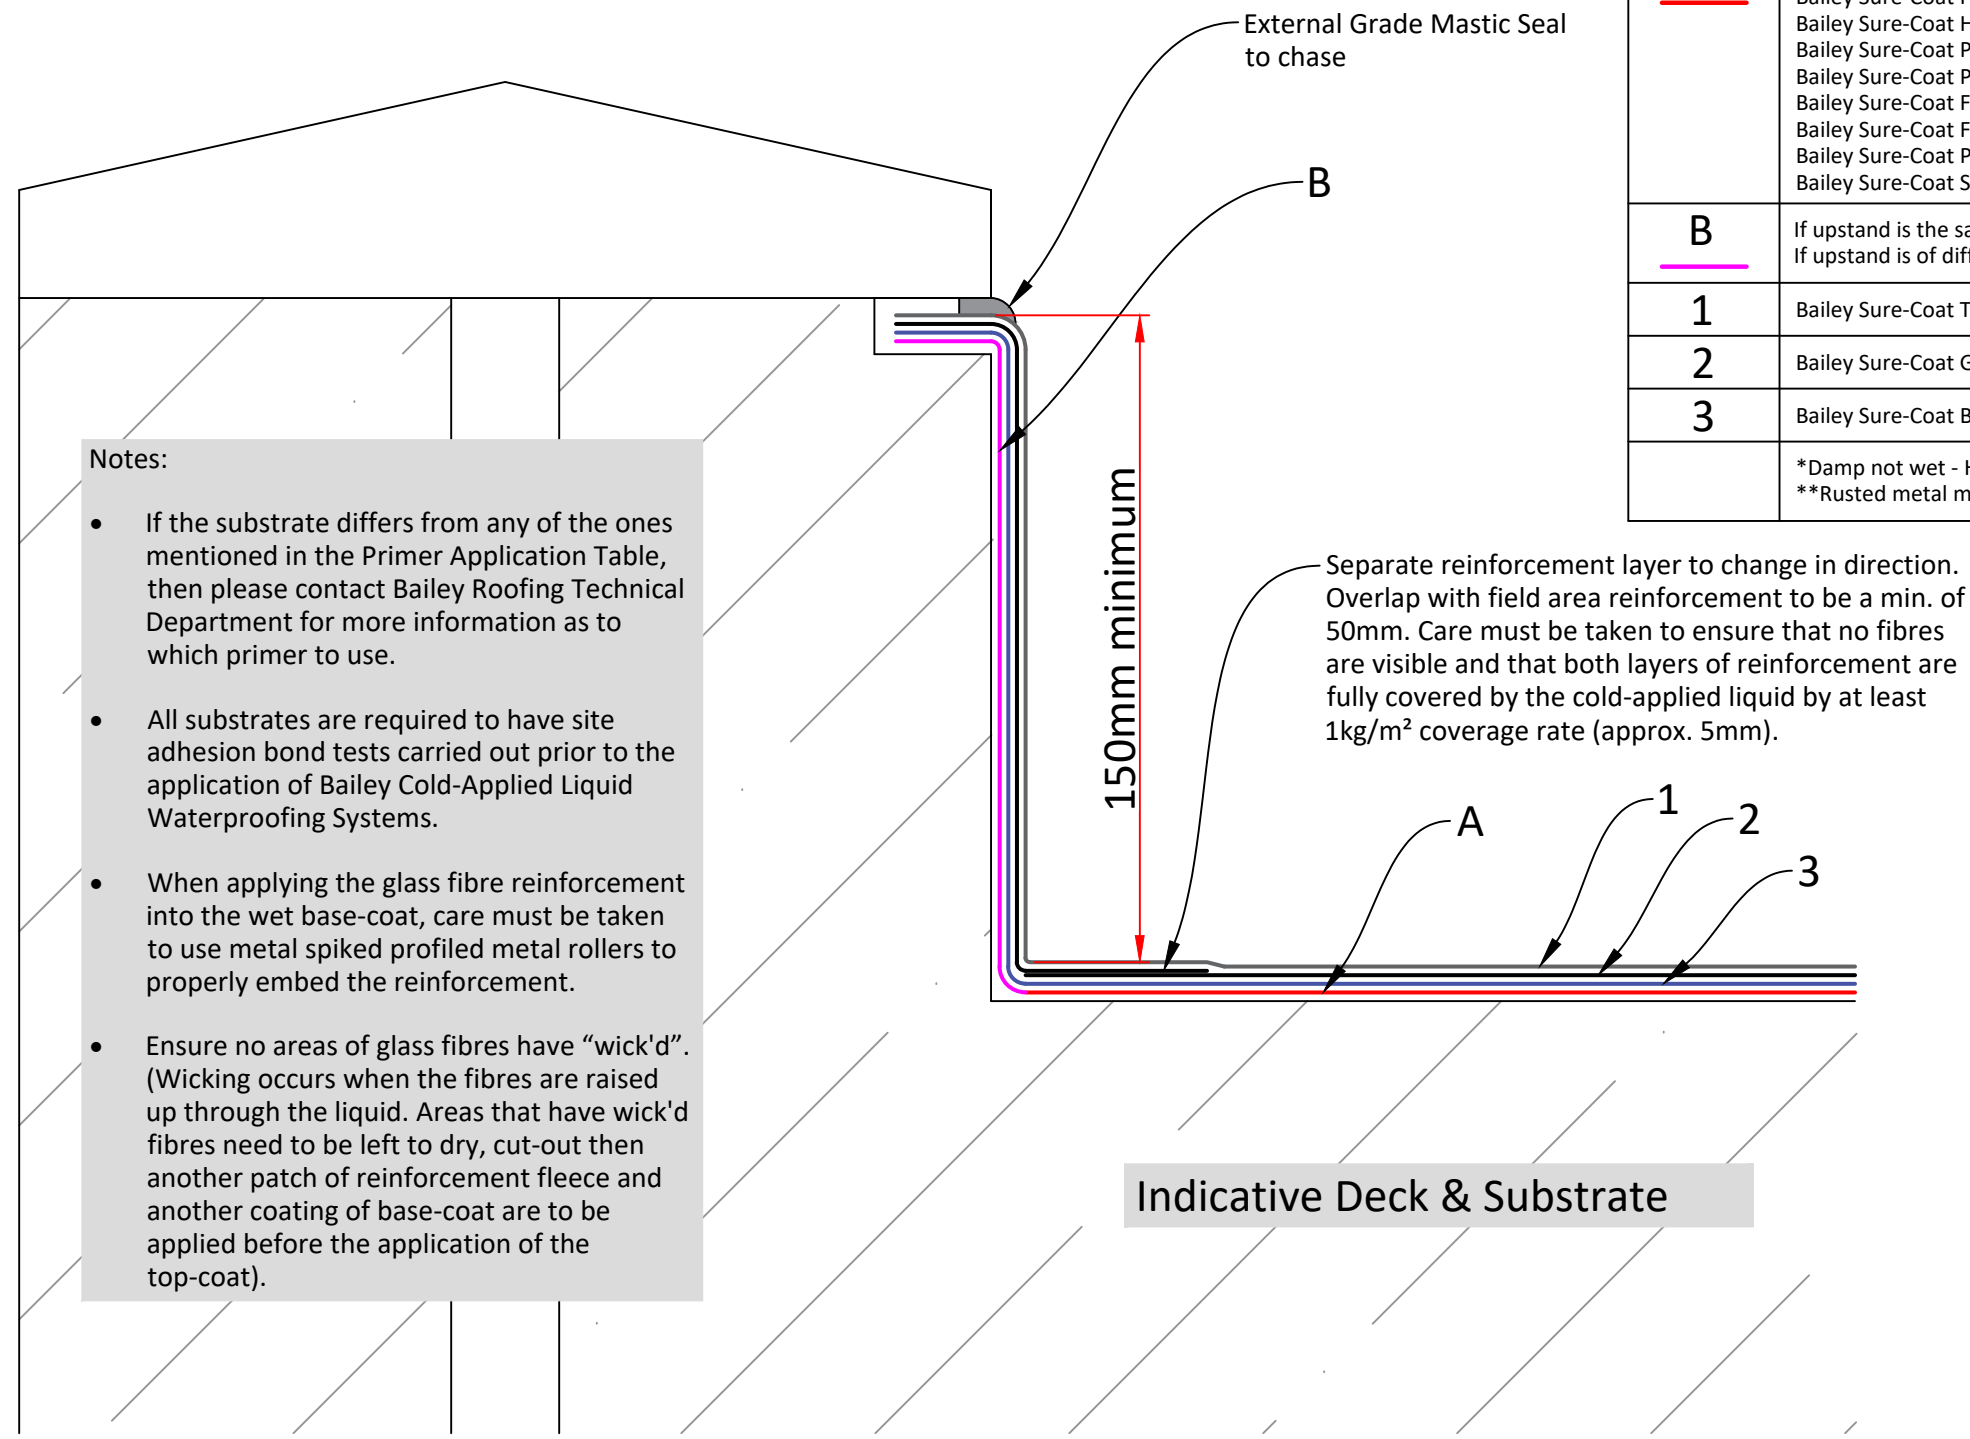 External Grade Mastic Seal
to chase
B
Bailey Sure-Coat
Bailey Sure-Coat
Bailey Sure-Coat
Bailey Sure-Coat
Bailey Sure-Coat
Bailey Sure-Coat
Bailey Sure-Coat
Bailey Sure-Coat
B
If upstand is the
If upstand is of
1
Bailey Sure-Coat
2
Bailey Sure-Coat
3
Bailey Sure-Coat
*Damp not wet -
**Rusted metal
Notes:
• If the substrate differs from any of the ones
mentioned in the Primer Application Table,
then please contact Bailey Roofing Technical
Department for more information as to
which primer to use.
• All substrates are required to have site
adhesion bond tests carried out prior to the
application of Bailey Cold-Applied Liquid
Waterproofing Systems.
• When applying the glass fibre reinforcement
into the wet base-coat, care must be taken
to use metal spiked profiled metal rollers to
properly embed the reinforcement.
• Ensure no areas of glass fibres have “wick'd”.
(Wicking occurs when the fibres are raised
up through the liquid. Areas that have wick'd
fibres need to be left to dry, cut-out then
another patch of reinforcement fleece and
another coating of base-coat are to be
applied before the application of the
top-coat).
150mm minimum
Separate reinforcement layer to change in direction.
Overlap with field area reinforcement to be a min. of
50mm. Care must be taken to ensure that no fibres
are visible and that both layers of reinforcement are
fully covered by the cold-applied liquid by at least
1kg/m² coverage rate (approx. 5mm).
A
1
2
3
Indicative Deck & Substrate